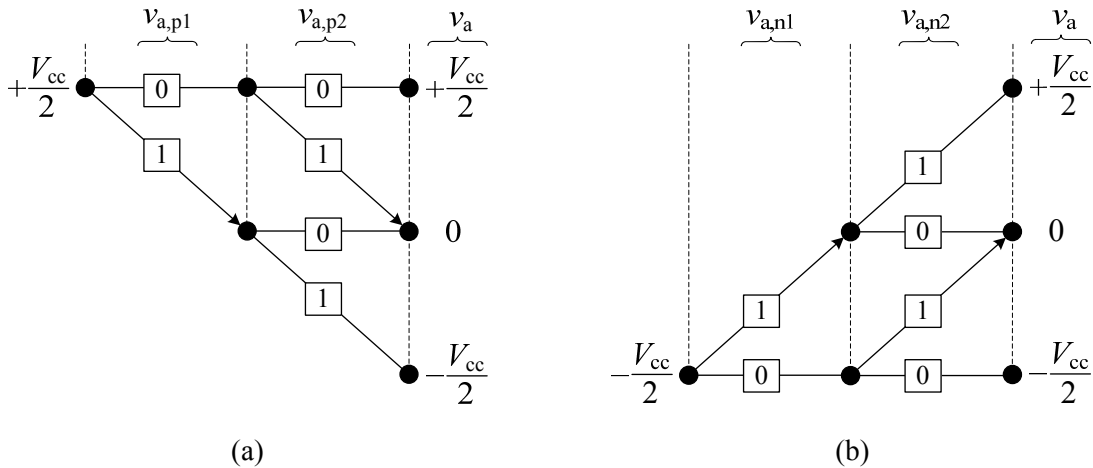 v_a,p1 v_a,p2 v_a
+V_cc/2 0 0 +V_cc/2
1 1
0 0
1
−V_cc/2
(a)
v_a,n1 v_a,n2 v_a
+V_cc/2
1
0 0
1 1
−V_cc/2 0 0 −V_cc/2
(b)